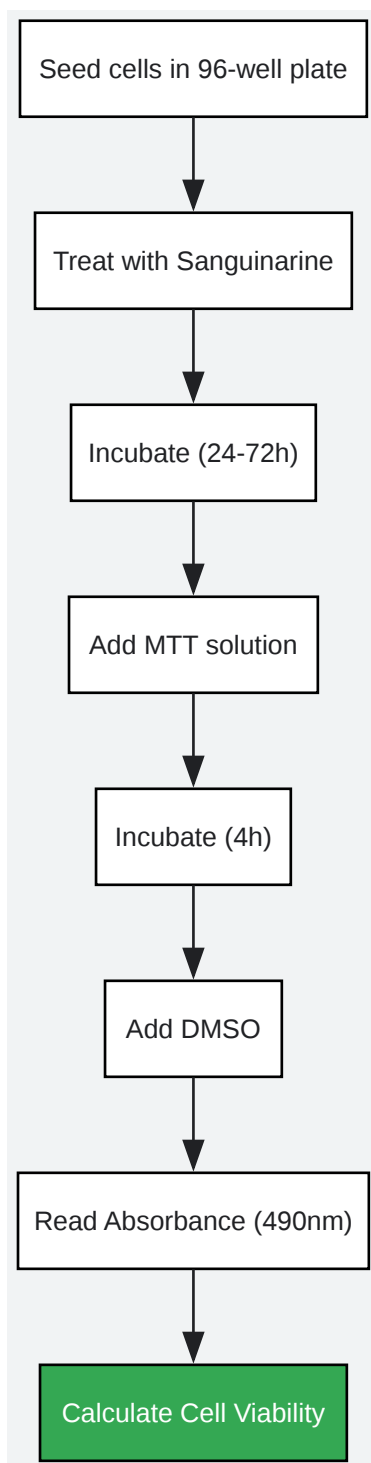 Seed cells in 96-well plate
Treat with Sanguinarine
Incubate (24-72h)
Add MTT solution
Incubate (4h)
Add DMSO
Read Absorbance (490nm)
Calculate Cell Viability